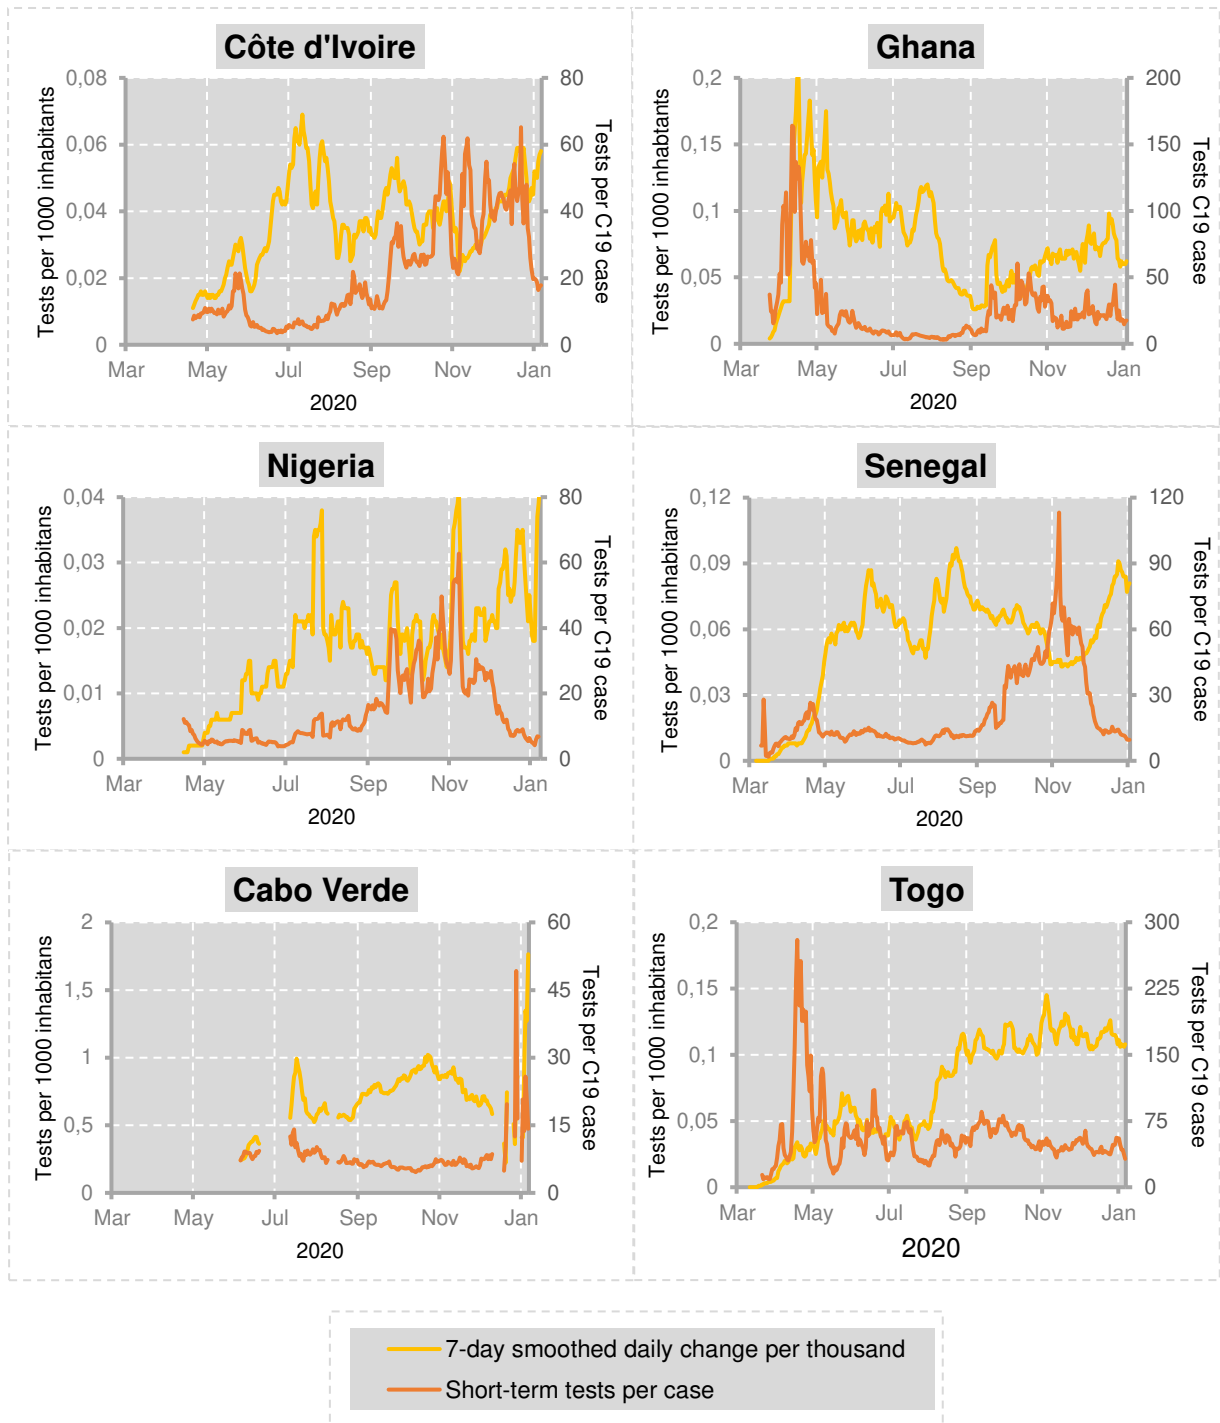 Côte d'Ivoire
Tests per 1000 inhabitants
0,08
0,06
0,04
0,02
0
80
60
40
20
0
Tests per C19 case
Mar May Jul Sep Nov Jan
2020
Ghana
Tests per 1000 inhabtants
0,2
0,15
0,1
0,05
0
200
150
100
50
0
Tests C19 case
Mar May Jul Sep Nov Jan
2020
Nigeria
Tests per 1000 inhabitans
0,04
0,03
0,02
0,01
0
80
60
40
20
0
Tests per C19 case
Mar May Jul Sep Nov Jan
2020
Senegal
Tests per 1000 inhabitans
0,12
0,09
0,06
0,03
0
120
90
60
30
0
Tests per C19 case
Mar May Jul Sep Nov Jan
2020
Cabo Verde
Tests per 1000 inhabitans
2
1,5
1
0,5
0
60
45
30
15
0
Tests per C19 case
Mar May Jul Sep Nov Jan
2020
Togo
Tests per 1000 inhabitans
0,2
0,15
0,1
0,05
0
300
225
150
75
0
Tests per C19 case
Mar May Jul Sep Nov Jan
2020
7-day smoothed daily change per thousand
Short-term tests per case